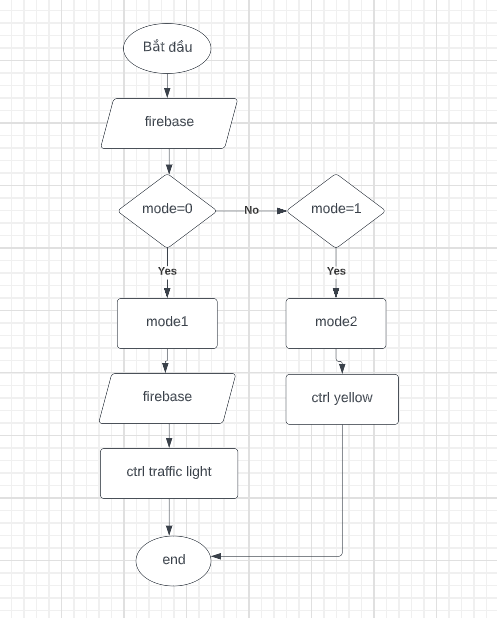 Bắt đầu
firebase
mode=0
No
mode=1
Yes
Yes
mode1
mode2
firebase
ctrl yellow
ctrl traffic light
end